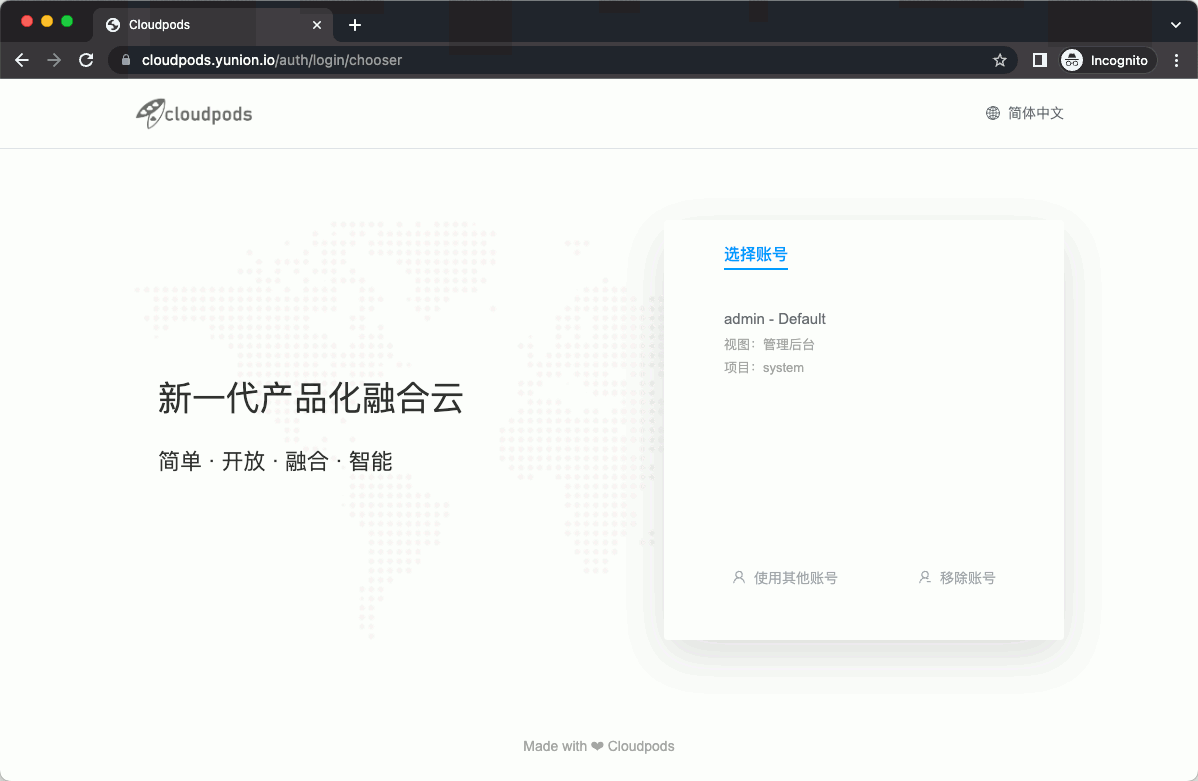 Cloudpods
cloudpods.yunion.io/auth/login/chooser
Incognito
cloudpods
简体中文
新一代产品化融合云
简单 · 开放 · 融合 · 智能
选择账号
admin - Default
视图：管理后台
项目：system
使用其他账号
移除账号
Made with ❤ Cloudpods